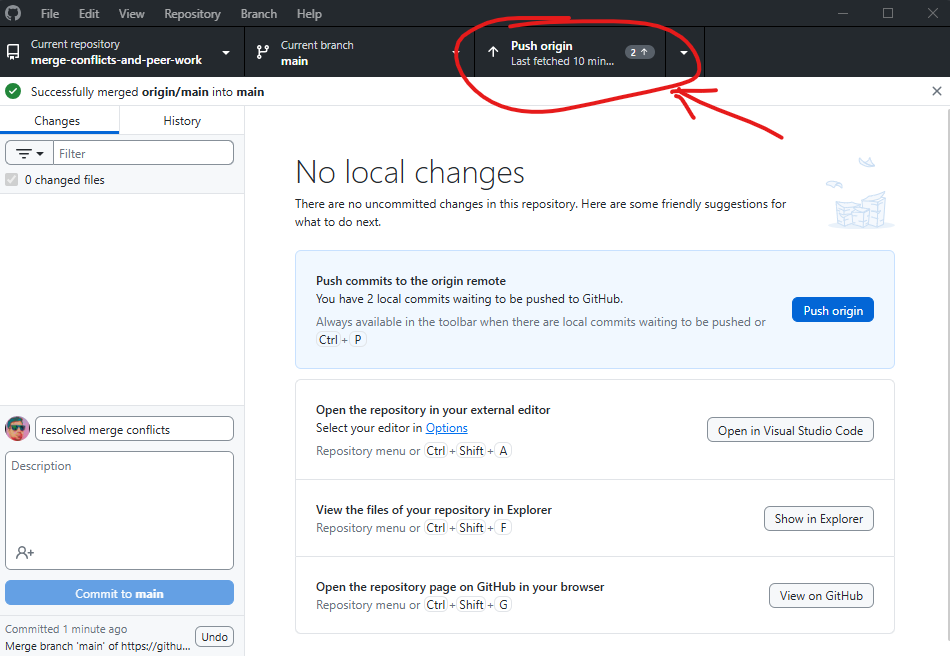 File Edit View Repository Branch Help
Current repository
merge-conflicts-and-peer-work
Current branch
main
Push origin
Last fetched 10 min...
2
Successfully merged origin/main into main
Changes History
Filter
0 changed files
No local changes
There are no uncommitted changes in this repository. Here are some friendly suggestions for
what to do next.
Push commits to the origin remote
You have 2 local commits waiting to be pushed to GitHub.
Always available in the toolbar when there are local commits waiting to be pushed or
Ctrl + P
Push origin
Open the repository in your external editor
Select your editor in Options
Repository menu or Ctrl + Shift + A
Open in Visual Studio Code
View the files of your repository in Explorer
Repository menu or Ctrl + Shift + F
Show in Explorer
Open the repository page on GitHub in your browser
Repository menu or Ctrl + Shift + G
View on GitHub
resolved merge conflicts
Description
Commit to main
Committed 1 minute ago
Merge branch 'main' of https://githu...
Undo